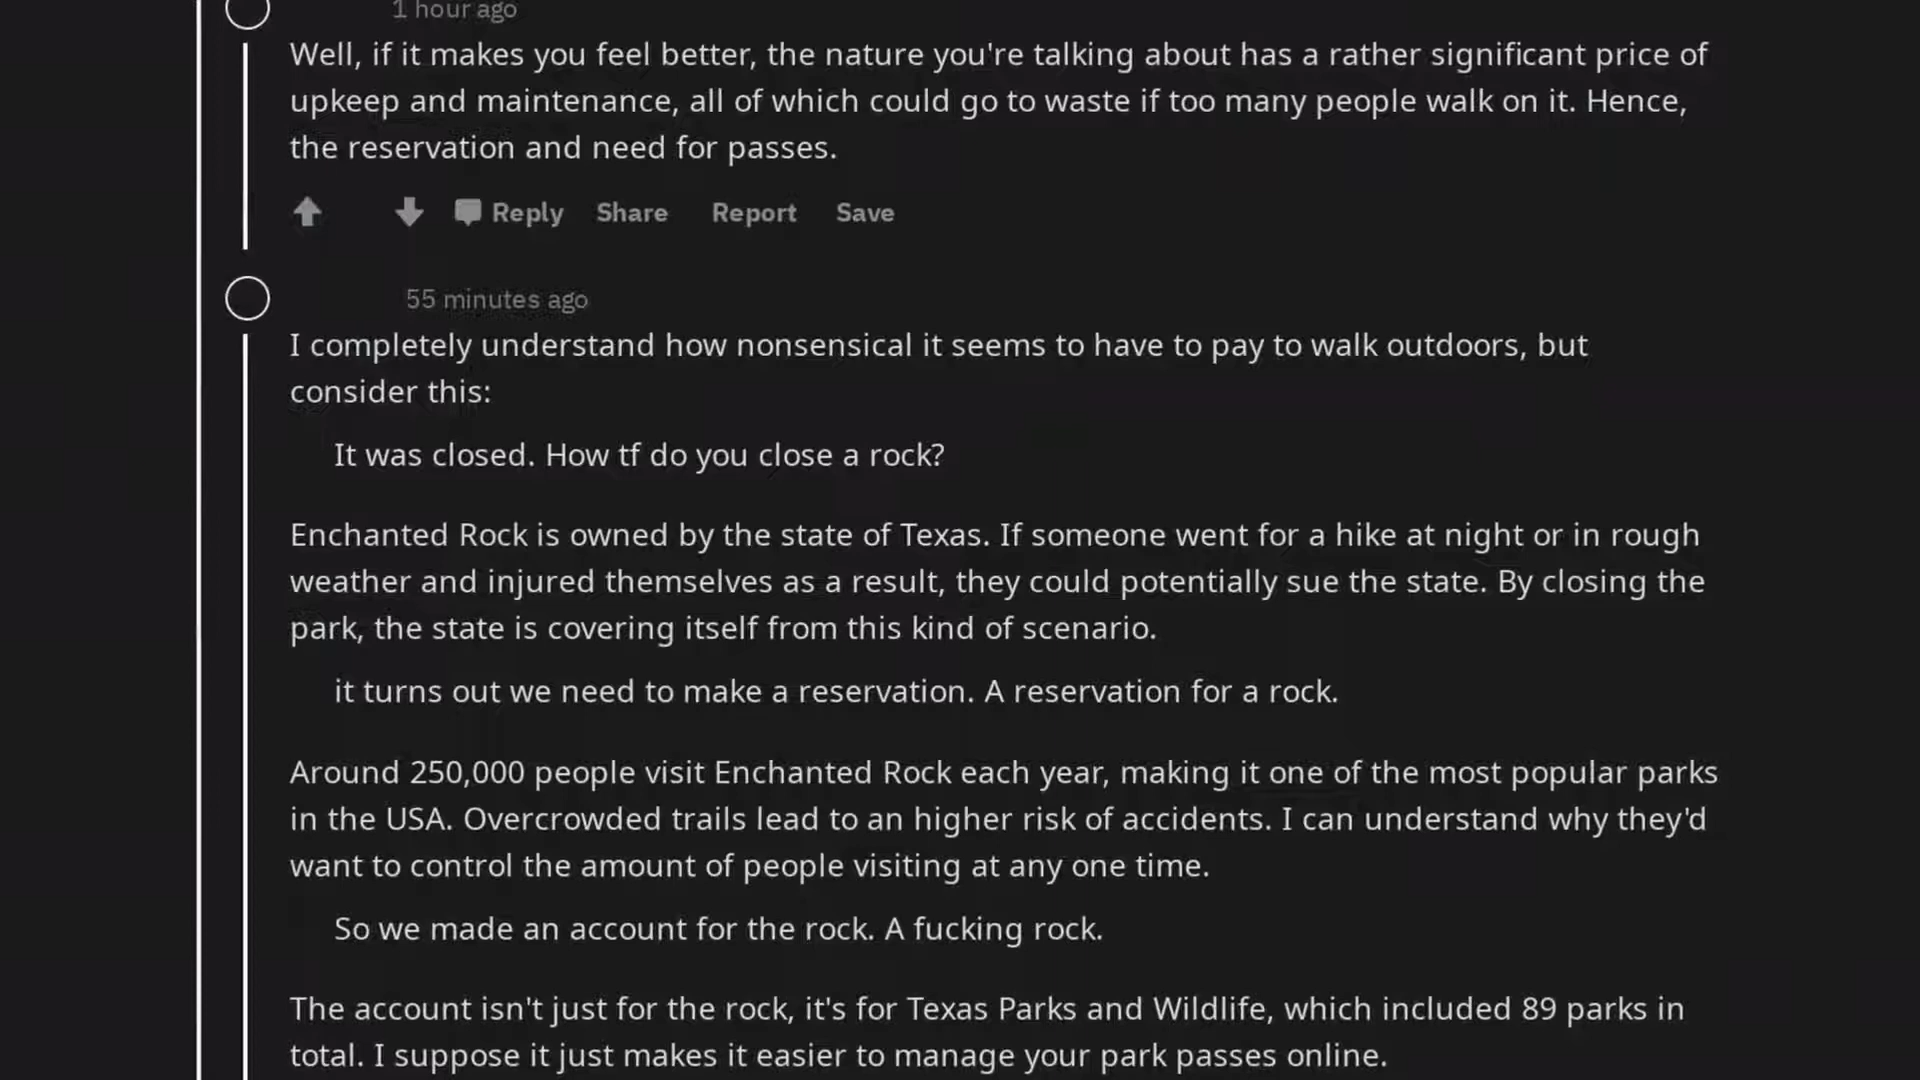 1 hour ago
Well, if it makes you feel better, the nature you're talking about has a rather significant price of
upkeep and maintenance, all of which could go to waste if too many people walk on it. Hence,
the reservation and need for passes.
Reply Share Report Save
55 minutes ago
I completely understand how nonsensical it seems to have to pay to walk outdoors, but
consider this:
It was closed. How tf do you close a rock?
Enchanted Rock is owned by the state of Texas. If someone went for a hike at night or in rough
weather and injured themselves as a result, they could potentially sue the state. By closing the
park, the state is covering itself from this kind of scenario.
it turns out we need to make a reservation. A reservation for a rock.
Around 250,000 people visit Enchanted Rock each year, making it one of the most popular parks
in the USA. Overcrowded trails lead to an higher risk of accidents. I can understand why they'd
want to control the amount of people visiting at any one time.
So we made an account for the rock. A fucking rock.
The account isn't just for the rock, it's for Texas Parks and Wildlife, which included 89 parks in
total. I suppose it just makes it easier to manage your park passes online.